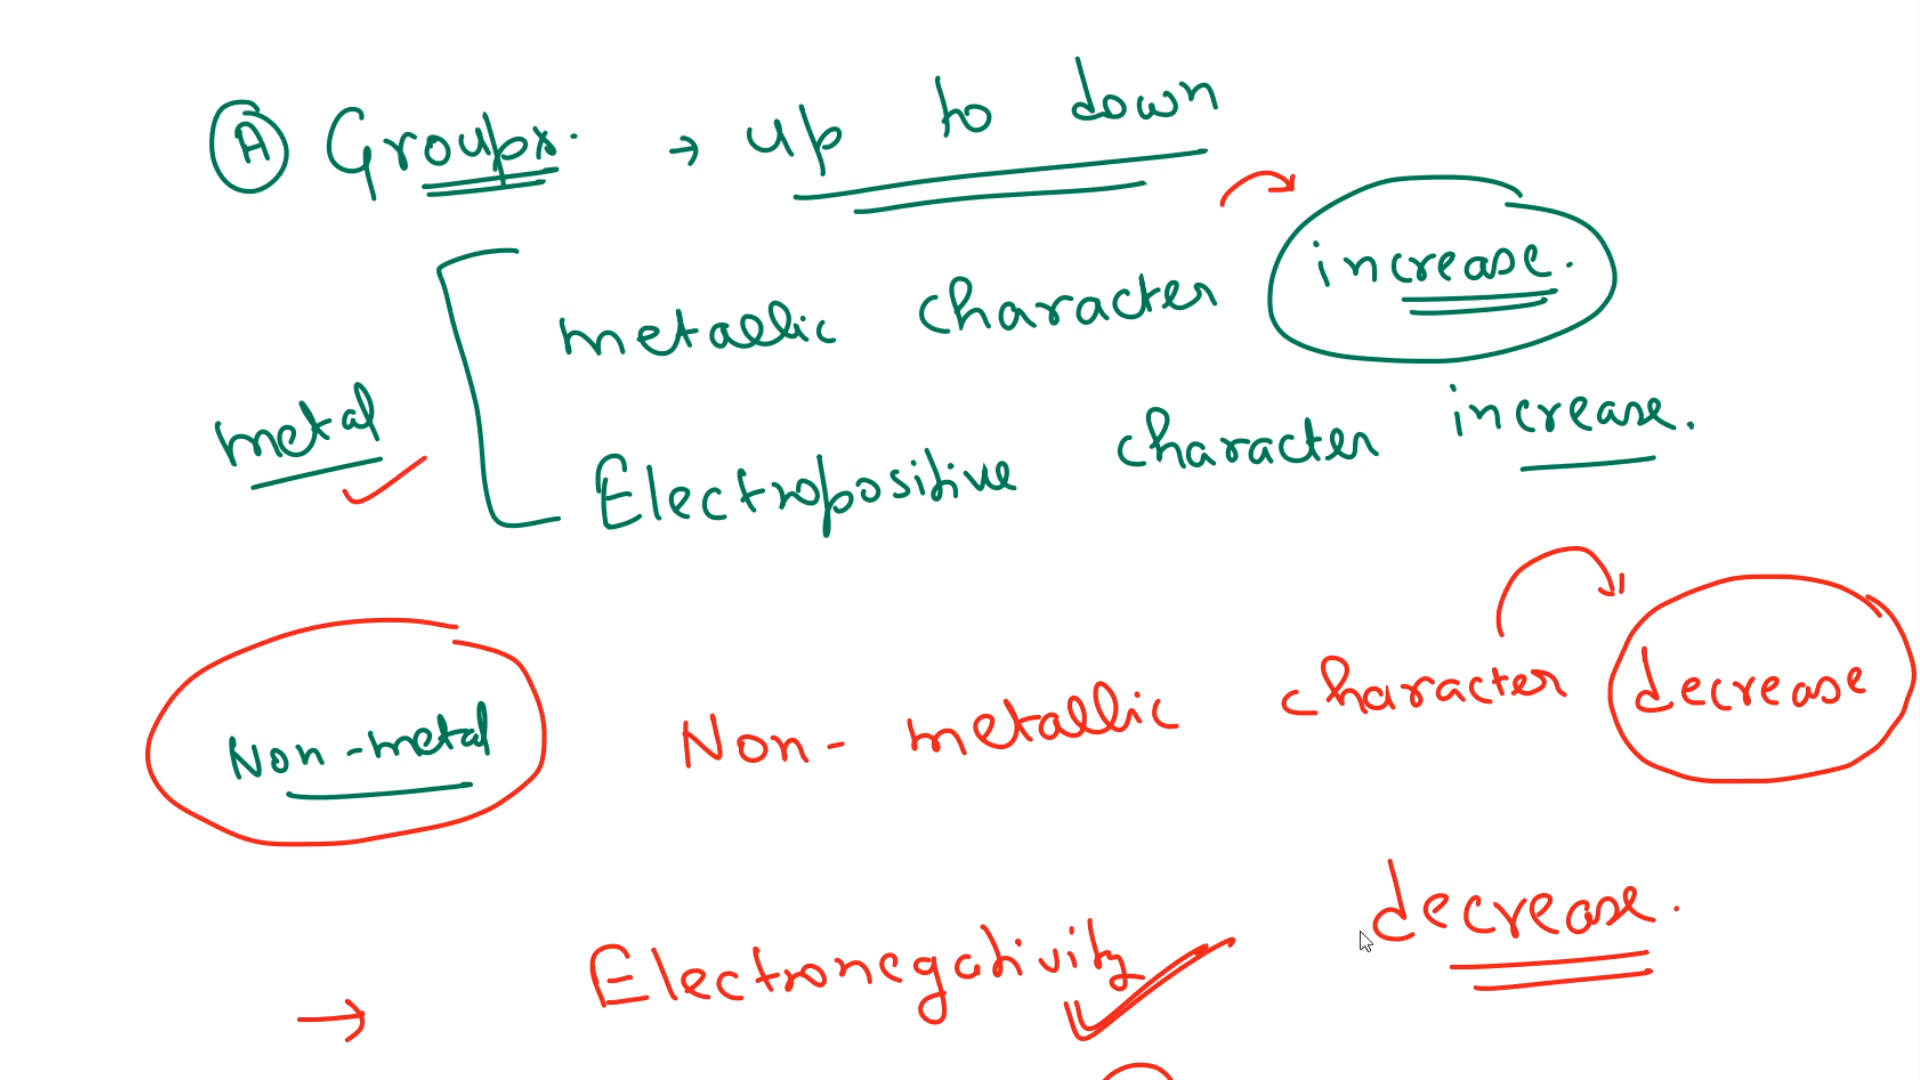 A Groups. → up to down
metallic character increase.
metal
Electropositive character increase.
Non-metal Non-metallic character decrease
→ Electronegativity decrease.